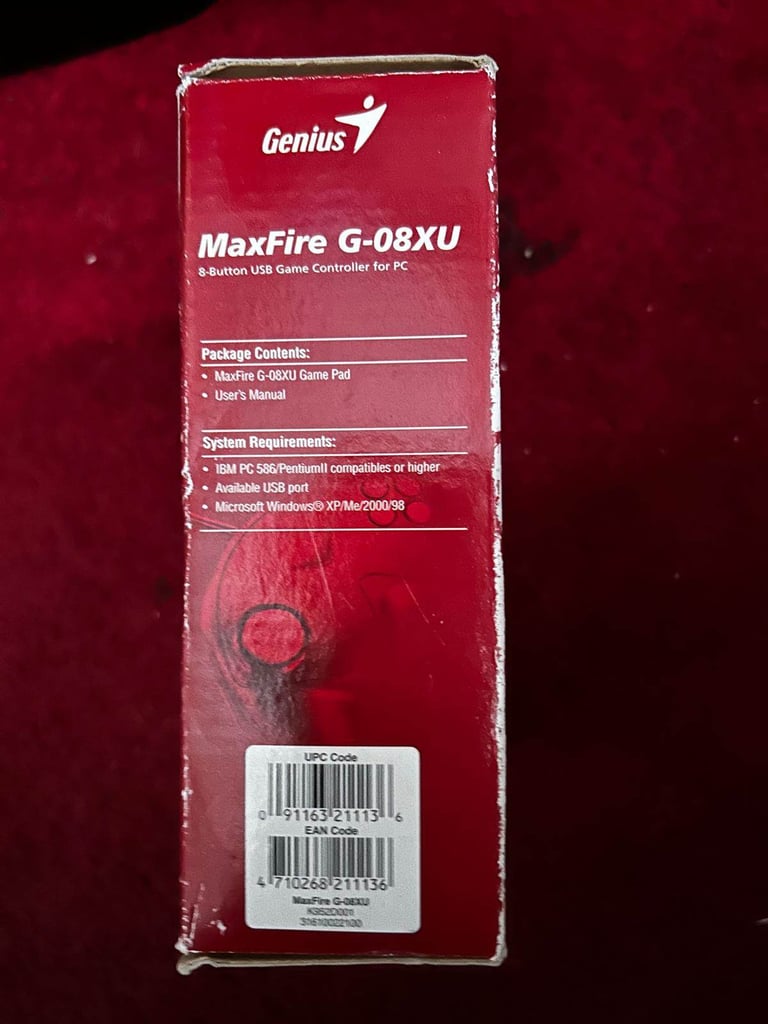 Genius
MaxFire G-08XU
8-Button USB Game Controller for PC
Package Contents:
• MaxFire G-08XU Game Pad
• User's Manual
System Requirements:
• IBM PC 586/PentiumII compatibles or higher
• Available USB port
• Microsoft Windows® XP/Me/2000/98
UPC Code
0 91163 21113 6
EAN Code
4 710268 211136
MaxFire G-08XU
31610022100